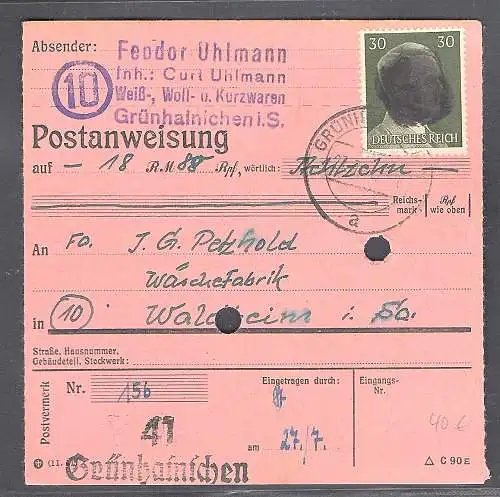 Absender:
Feodor Uhlmann
Inh.: Curt Uhlmann
Weiß-, Woll- u. Kurzwaren
Grünhainichen i.S.
10
30 30
DEUTSCHES REICH
GRÜNH
a
Postanweisung
auf – 18 R.M. 88 Rpf, wörtlich: Achtzehn –
Reichs- Rpf
mark wie oben
An Fa. J. G. Petzhold
Wäschefabrik
in (10) Waldheim i. Sa.
Straße, Hausnummer,
Gebäudeteil, Stockwerk:
Postvermerk
Nr. 156
Eingetragen durch:
Eingangs-
Nr.
41
am 27./7.
40 €
Grünhainichen
C 90 E